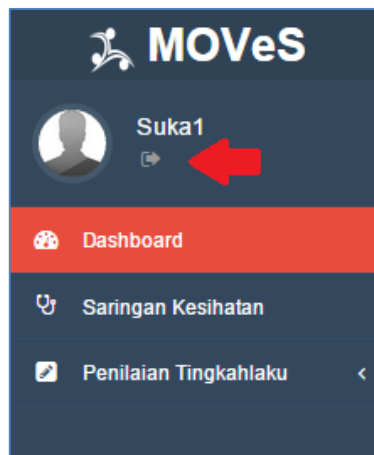 MOVeS
Suka1
Dashboard
Saringan Kesihatan
Penilaian Tingkahlaku